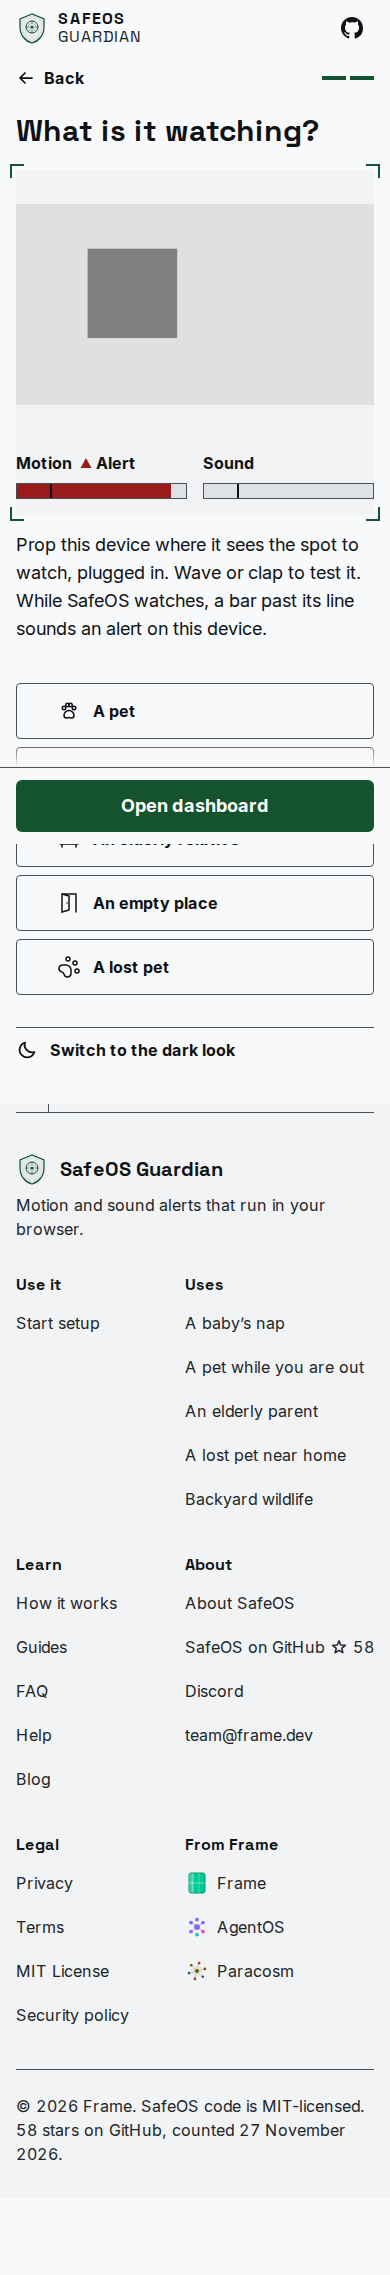 SAFEOS
GUARDIAN
Back
What is it watching?
Motion Alert
Sound
Prop this device where it sees the spot to
watch, plugged in. Wave or clap to test it.
While SafeOS watches, a bar past its line
sounds an alert on this device.
A pet
Open dashboard
An elderly relative
An empty place
A lost pet
Switch to the dark look
SafeOS Guardian
Motion and sound alerts that run in your
browser.
Use it
Start setup
Uses
A baby’s nap
A pet while you are out
An elderly parent
A lost pet near home
Backyard wildlife
Learn
How it works
Guides
FAQ
Help
Blog
About
About SafeOS
SafeOS on GitHub 58
Discord
team@frame.dev
Legal
Privacy
Terms
MIT License
Security policy
From Frame
Frame
AgentOS
Paracosm
© 2026 Frame. SafeOS code is MIT-licensed.
58 stars on GitHub, counted 27 November
2026.